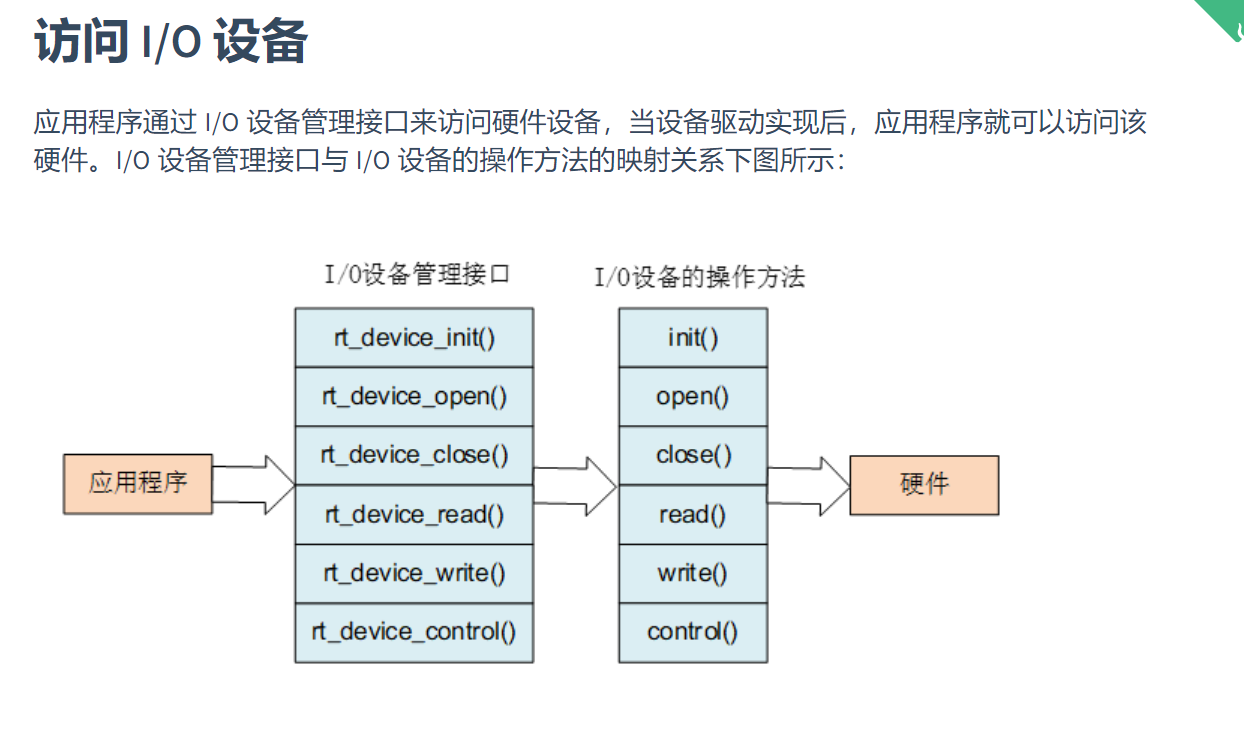 访问 I/O 设备
应用程序通过 I/O 设备管理接口来访问硬件设备，当设备驱动实现后，应用程序就可以访问该
硬件。I/O 设备管理接口与 I/O 设备的操作方法的映射关系下图所示：
I/O设备管理接口
I/O设备的操作方法
rt_device_init()
init()
rt_device_open()
open()
rt_device_close()
close()
应用程序
硬件
rt_device_read()
read()
rt_device_write()
write()
rt_device_control()
control()